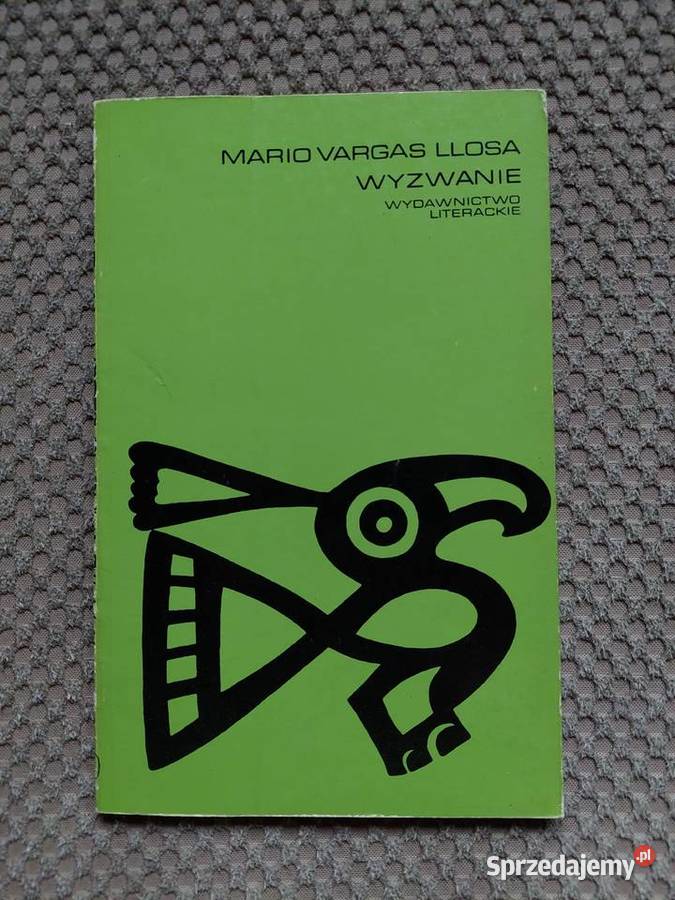 MARIO VARGAS LLOSA
WYZWANIE
WYDAWNICTWO
LITERACKIE
Sprzedajemy.pl